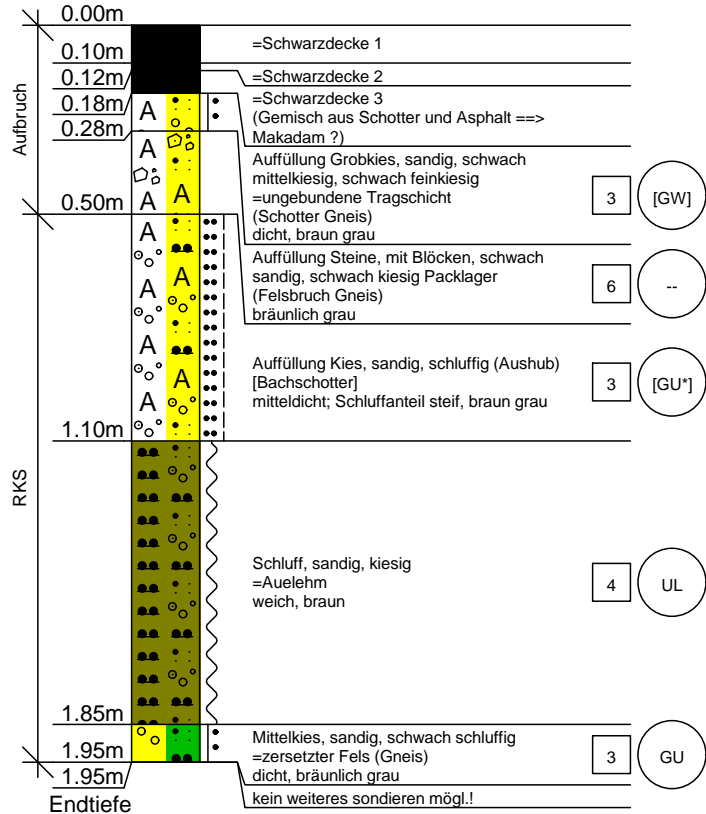 0.00m
=Schwarzdecke 1
0.10m
0.12m
=Schwarzdecke 2
0.18m
=Schwarzdecke 3
(Gemisch aus Schotter und Asphalt ==>
Makadam ?)
0.28m
Aufbruch
A
A
A
A
Auffüllung Grobkies, sandig, schwach
mittelkiesig, schwach feinkiesig
=ungebundene Tragschicht
(Schotter Gneis)
dicht, braun grau
3
[GW]
0.50m
Auffüllung Steine, mit Blöcken, schwach
sandig, schwach kiesig Packlager
(Felsbruch Gneis)
bräunlich grau
6
--
A
A
A
A
A
A
Auffüllung Kies, sandig, schluffig (Aushub)
[Bachschotter]
mitteldicht; Schluffanteil steif, braun grau
3
[GU*]
1.10m
RKS
Schluff, sandig, kiesig
=Auelehm
weich, braun
4
UL
1.85m
Mittelkies, sandig, schwach schluffig
=zersetzter Fels (Gneis)
dicht, bräunlich grau
3
GU
1.95m
1.95m
kein weiteres sondieren mögl.!
Endtiefe